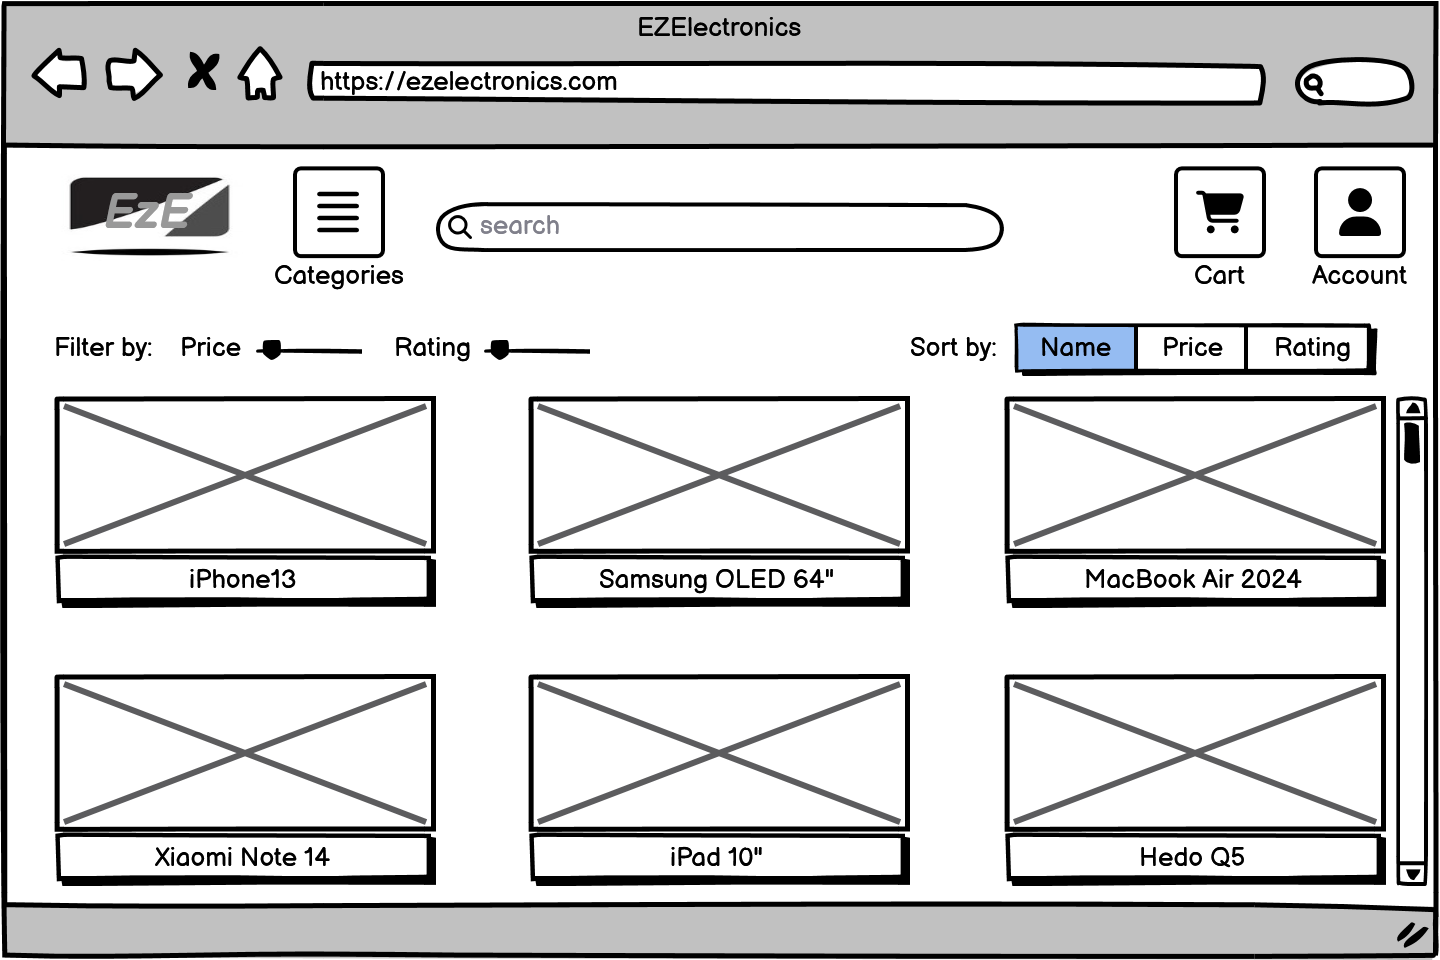 EZElectronics
https://ezelectronics.com
EzE
search
Categories
Cart
Account
Filter by: Price Rating
Sort by: Name Price Rating
iPhone13
Samsung OLED 64"
MacBook Air 2024
Xiaomi Note 14
iPad 10"
Hedo Q5